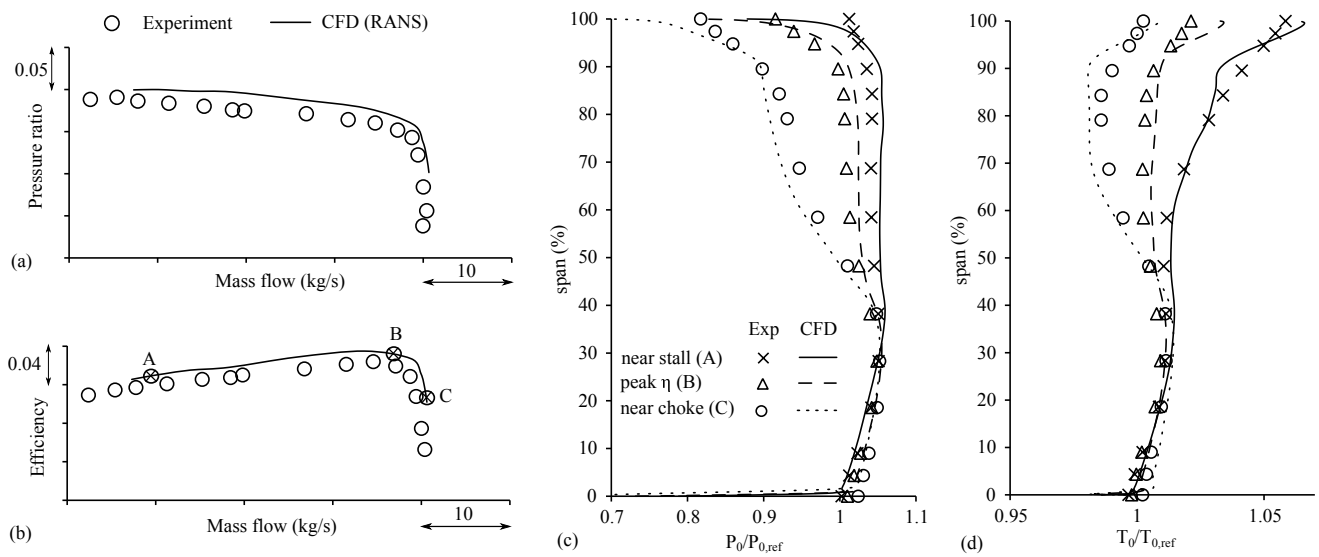 Experiment
CFD (RANS)
0.05
Pressure ratio
(a)
Mass flow (kg/s)
10
0.04
A
B
C
Efficiency
(b)
Mass flow (kg/s)
10
100
90
80
70
60
50
40
30
20
10
0
span (%)
Exp CFD
near stall (A)
peak η (B)
near choke (C)
0.7 0.8 0.9 1 1.1
(c)
P0/P0,ref
100
90
80
70
60
50
40
30
20
10
0
span (%)
0.95 1 1.05
T0/T0,ref
(d)